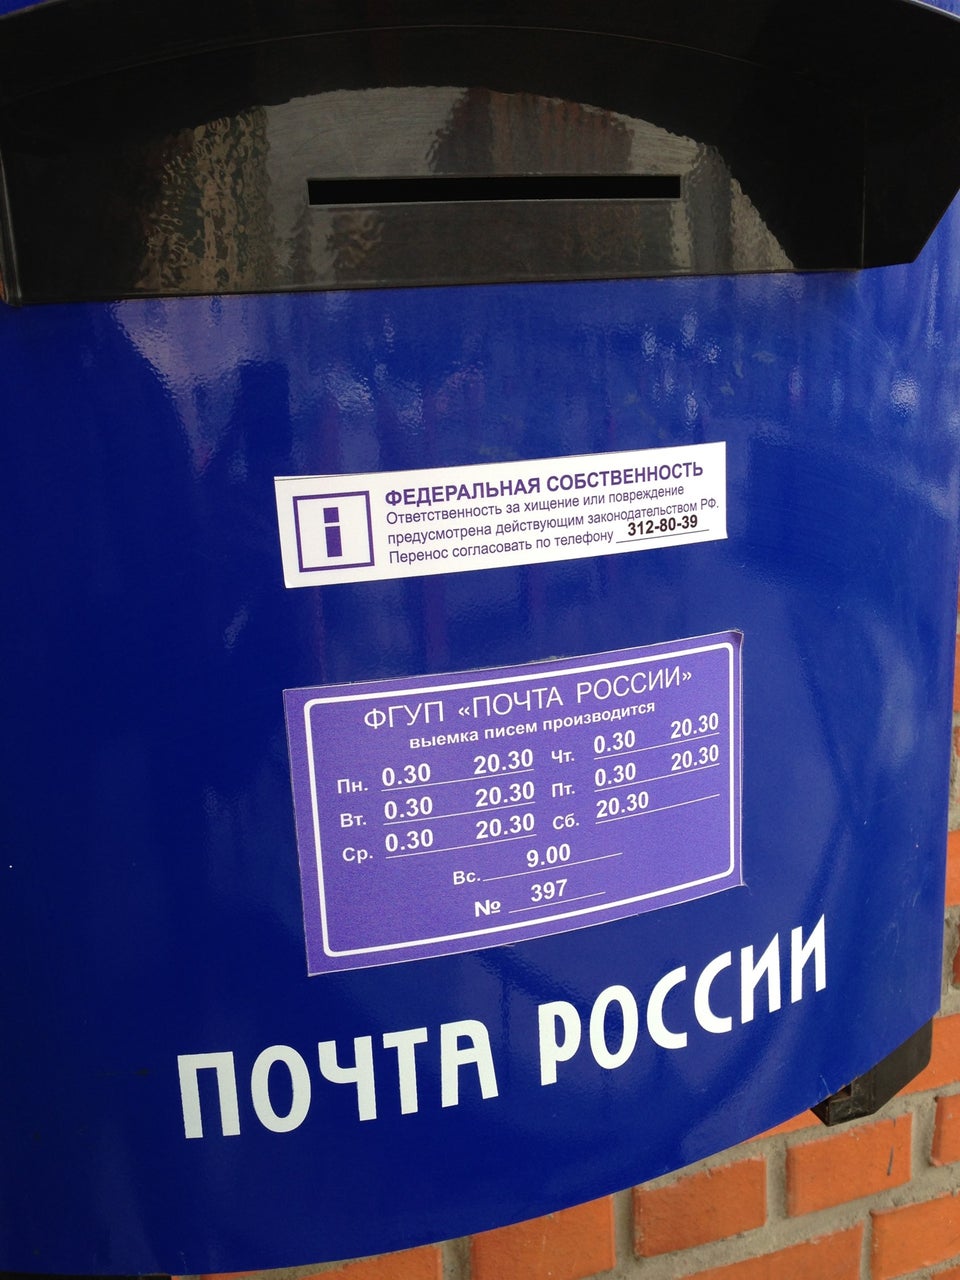 ФЕДЕРАЛЬНАЯ СОБСТВЕННОСТЬ
Ответственность за хищение или повреждение
предусмотрена действующим законодательством РФ.
Перенос согласовать по телефону 312-80-39
i
ФГУП «ПОЧТА РОССИИ»
выемка писем производится
Пн. 0.30 20.30 Чт. 0.30 20.30
Вт. 0.30 20.30 Пт. 0.30 20.30
Ср. 0.30 20.30 Сб. 20.30
Вс. 9.00
№ 397
ПОЧТА РОССИИ